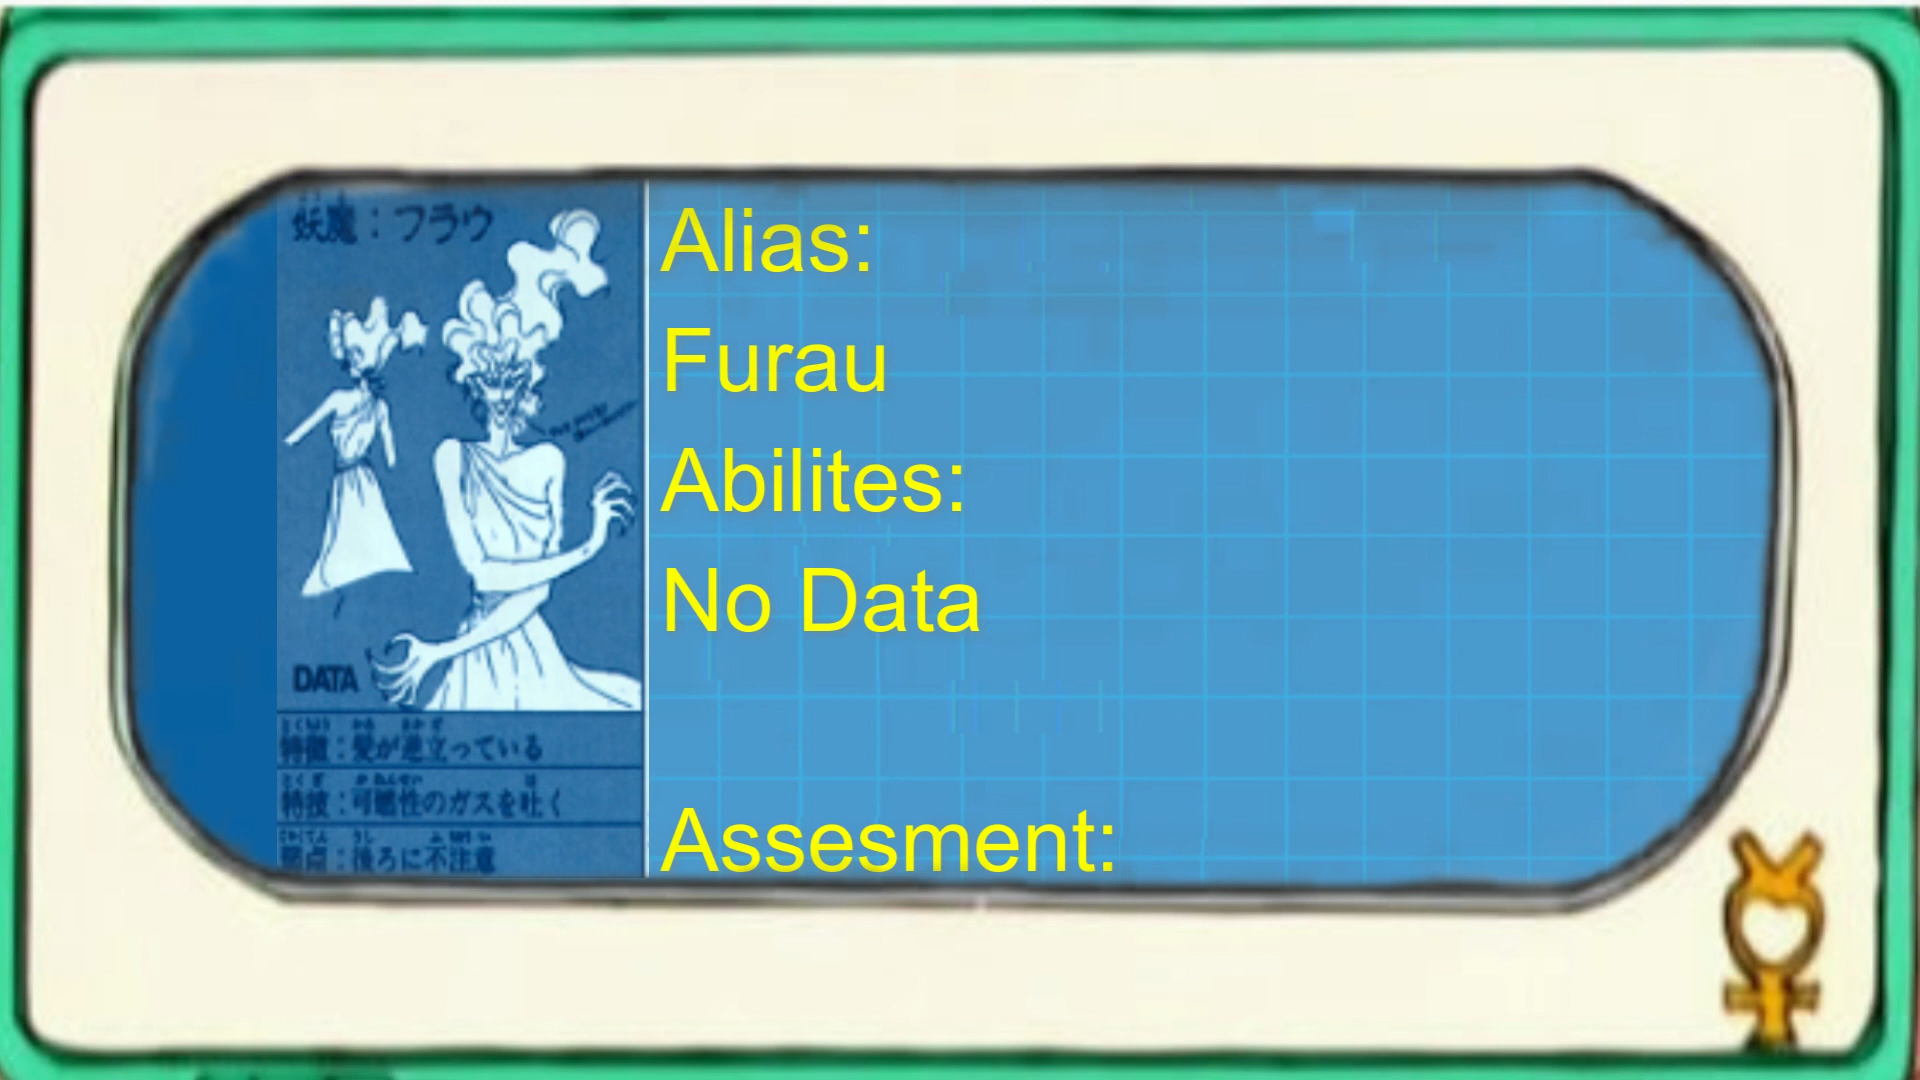 妖魔：フラウ
DATA
特徴：髪が逆立っている
特技：可燃性のガスを吐く
弱点：後ろに不注意
Alias:
Furau
Abilites:
No Data
Assesment: